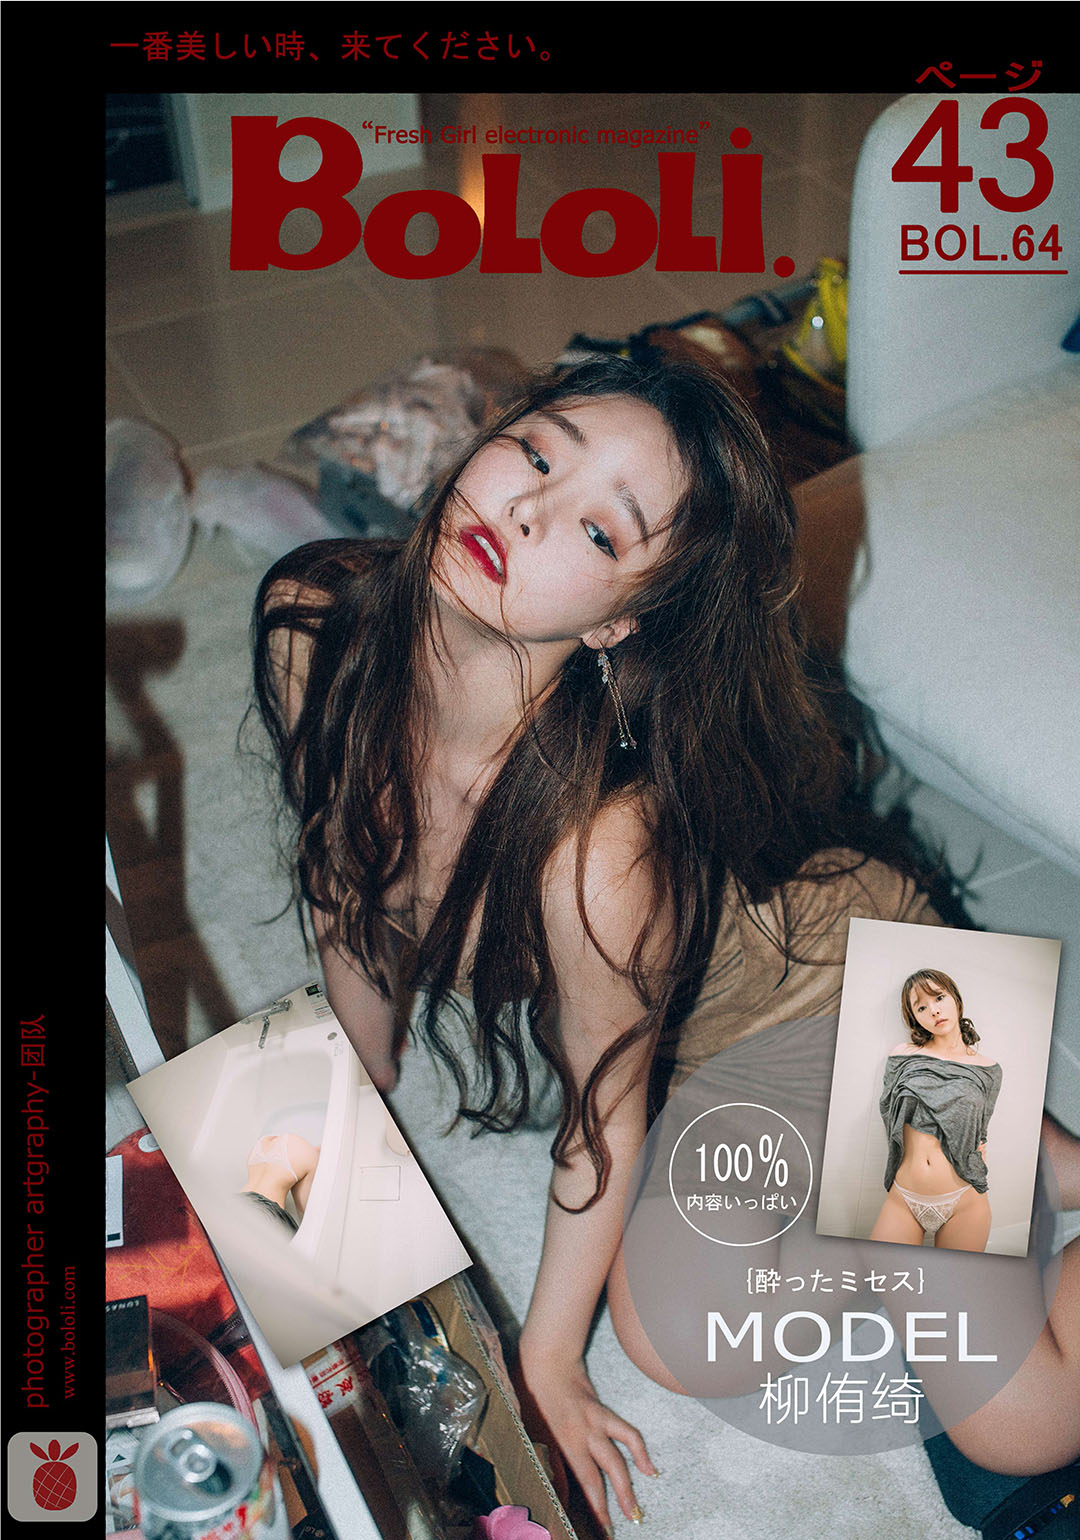 一番美しい時、来てください。
ページ
43
BOL.64
“Fresh Girl electronic magazine”
BoLoLi.
photographer artgraphy-团队
www.bololi.com
100%
内容いっぱい
{酔ったミセス}
MODEL
柳侑绮